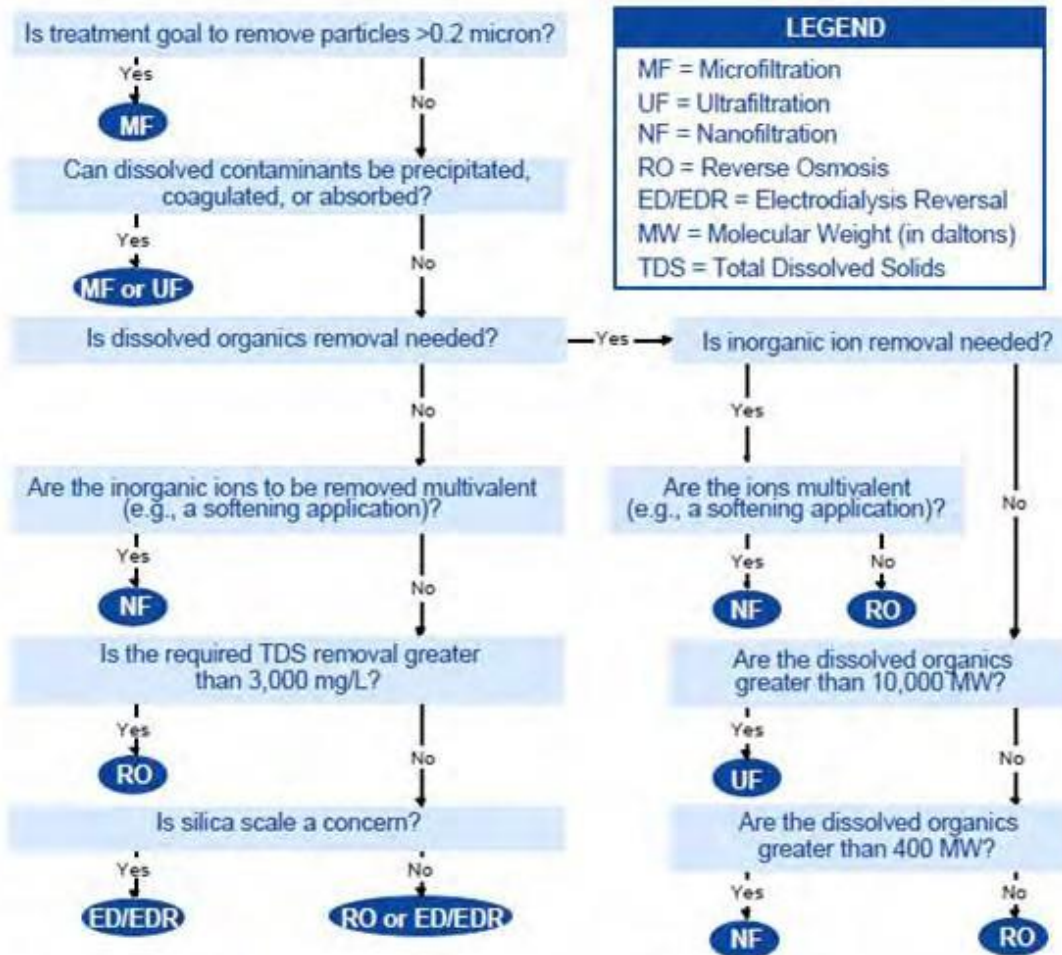 Is treatment goal to remove particles >0.2 micron?
Yes
No
MF
Can dissolved contaminants be precipitated,
coagulated, or absorbed?
Yes
No
MF or UF
Is dissolved organics removal needed?
Yes
Is inorganic ion removal needed?
No
Yes
No
Are the inorganic ions to be removed multivalent
(e.g., a softening application)?
Yes
No
NF
Are the ions multivalent
(e.g., a softening application)?
Yes
No
NF
RO
Is the required TDS removal greater
than 3,000 mg/L?
Yes
No
RO
Are the dissolved organics
greater than 10,000 MW?
Yes
No
UF
Is silica scale a concern?
Yes
No
ED/EDR
RO or ED/EDR
Are the dissolved organics
greater than 400 MW?
Yes
No
NF
RO
LEGEND
MF = Microfiltration
UF = Ultrafiltration
NF = Nanofiltration
RO = Reverse Osmosis
ED/EDR = Electrodialysis Reversal
MW = Molecular Weight (in daltons)
TDS = Total Dissolved Solids